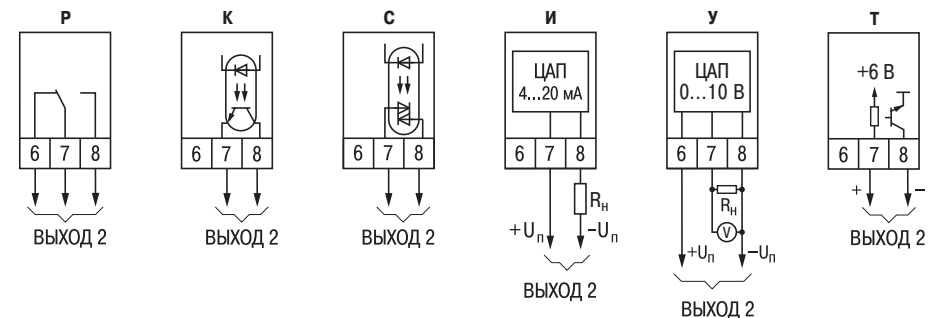 Р К С И У Т
ЦАП
4...20 мА
ЦАП
0...10 В
+6 В
6 7 8
6 7 8
6 7 8
6 7 8
6 7 8
6 7 8
Rн
Rн
V
+ –
+Uп –Uп
+Uп –Uп
ВЫХОД 2
ВЫХОД 2
ВЫХОД 2
ВЫХОД 2
ВЫХОД 2
ВЫХОД 2